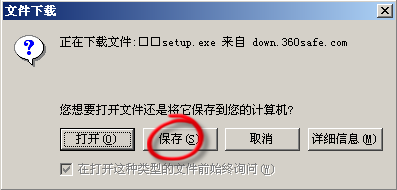 文件下载
正在下载文件:□□setup.exe 来自 down.360safe.com
您想要打开文件还是将它保存到您的计算机?
打开(O) 保存(S) 取消 详细信息(M)
在打开这种类型的文件前始终询问(W)